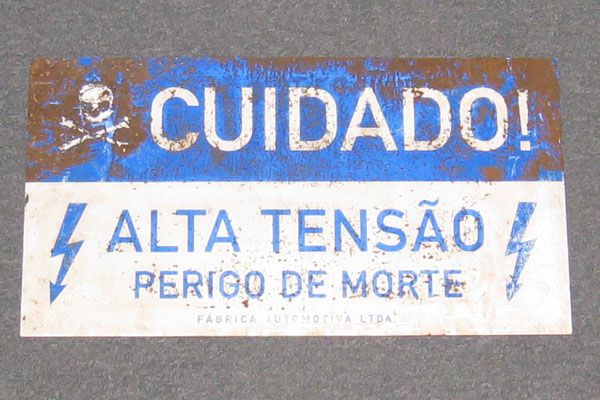 CUIDADO!
ALTA TENSÃO
PERIGO DE MORTE
FÁBRICA AUTOMOTIVA LTDA.